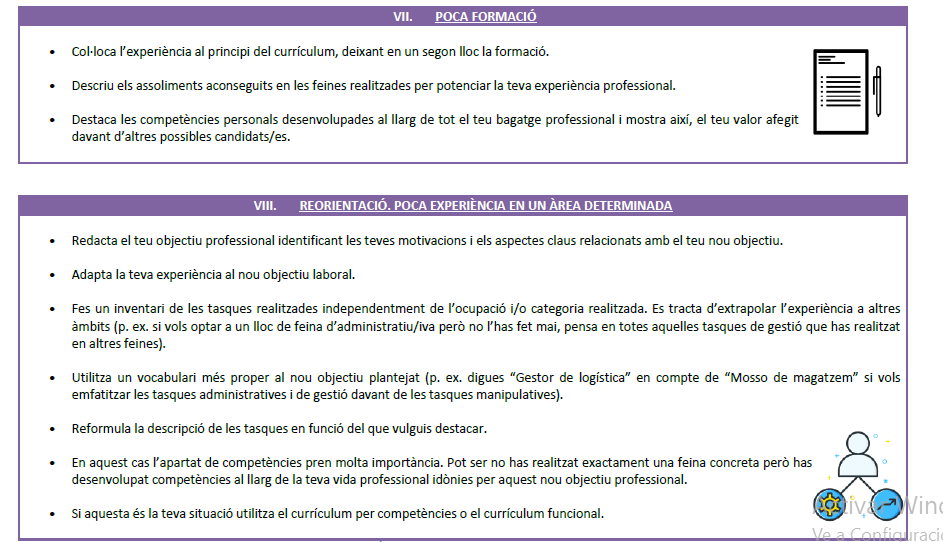 VII. POCA FORMACIÓ
• Col·loca l’experiència al principi del currículum, deixant en un segon lloc la formació.
• Descriu els assoliments aconseguits en les feines realitzades per potenciar la teva experiència professional.
• Destaca les competències personals desenvolupades al llarg de tot el teu bagatge professional i mostra així, el teu valor afegit
davant d’altres possibles candidats/es.
VIII. REORIENTACIÓ. POCA EXPERIÈNCIA EN UN ÀREA DETERMINADA
• Redacta el teu objectiu professional identificant les teves motivacions i els aspectes claus relacionats amb el teu nou objectiu.
• Adapta la teva experiència al nou objectiu laboral.
• Fes un inventari de les tasques realitzades independentment de l’ocupació i/o categoria realitzada. Es tracta d’extrapolar l’experiència a altres
àmbits (p. ex. si vols optar a un lloc de feina d’administratiu/iva però no l’has fet mai, pensa en totes aquelles tasques de gestió que has realitzat
en altres feines).
• Utilitza un vocabulari més proper al nou objectiu plantejat (p. ex. digues “Gestor de logística” en compte de “Mosso de magatzem” si vols
emfatitzar les tasques administratives i de gestió davant de les tasques manipulatives).
• Reformula la descripció de les tasques en funció del que vulguis destacar.
• En aquest cas l’apartat de competències pren molta importància. Pot ser no has realitzat exactament una feina concreta però has
desenvolupat competències al llarg de la teva vida professional idònies per aquest nou objectiu professional.
• Si aquesta és la teva situació utilitza el currículum per competències o el currículum funcional.
Ve a